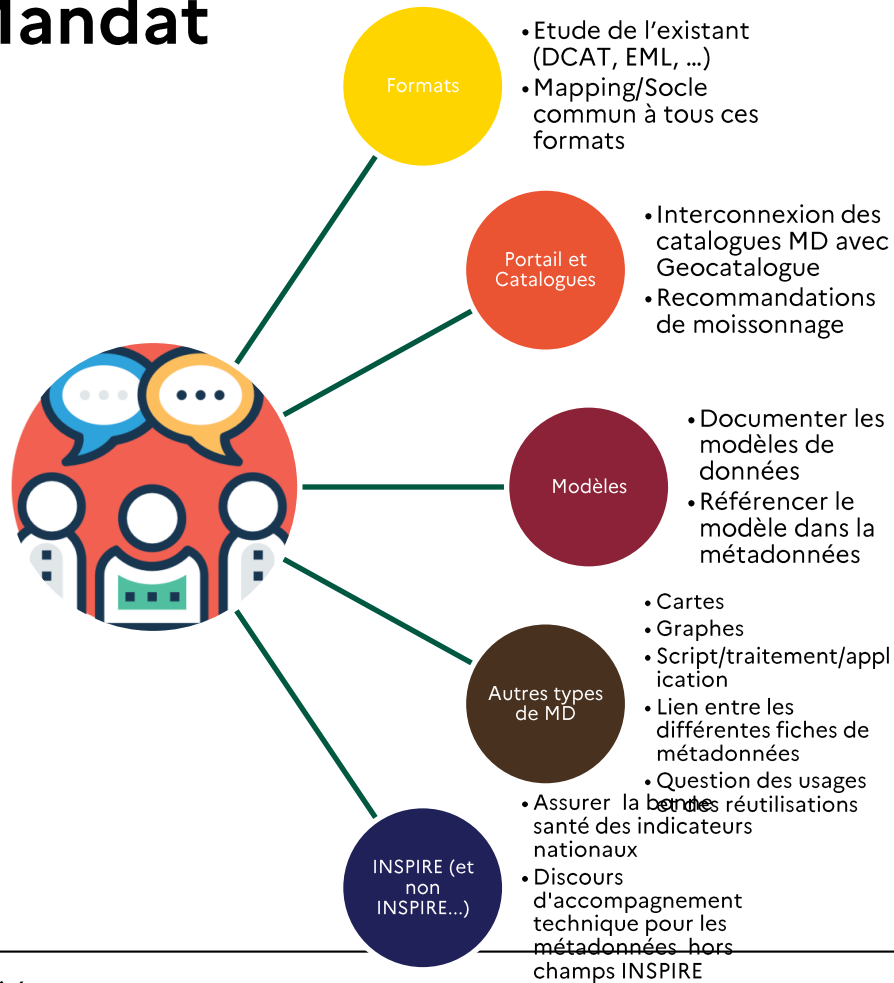 Mandat
Formats
• Etude de l’existant
(DCAT, EML, …)
• Mapping/Socle
commun à tous ces
formats
Portail et
Catalogues
• Interconnexion des
catalogues MD avec
Geocatalogue
• Recommandations
de moissonnage
Modèles
• Documenter les
modèles de
données
• Référencer le
modèle dans la
métadonnées
Autres types
de MD
• Cartes
• Graphes
• Script/traitement/appl
ication
• Lien entre les
différentes fiches de
métadonnées
• Question des usages
et des réutilisations
INSPIRE (et
non
INSPIRE...)
• Assurer la bonne
santé des indicateurs
nationaux
• Discours
d'accompagnement
technique pour les
métadonnées hors
champs INSPIRE